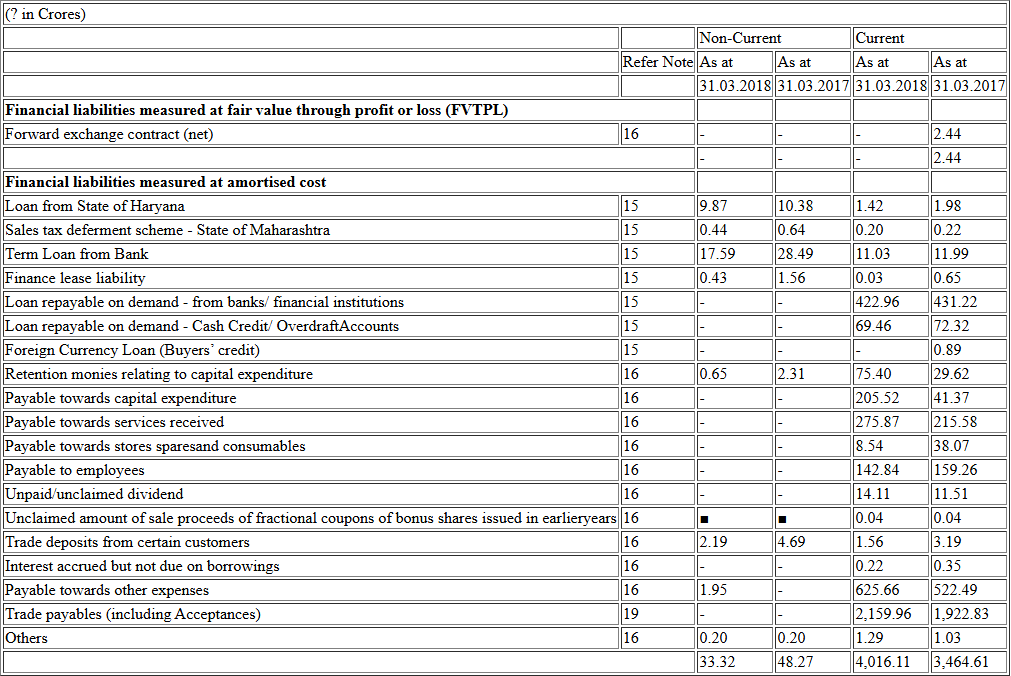 (? in Crores)
Non-Current Current
Refer Note As at As at As at As at
31.03.2018 31.03.2017 31.03.2018 31.03.2017
Financial liabilities measured at fair value through profit or loss (FVTPL)
Forward exchange contract (net) 16 - - - 2.44
- - - 2.44
Financial liabilities measured at amortised cost
Loan from State of Haryana 15 9.87 10.38 1.42 1.98
Sales tax deferment scheme - State of Maharashtra 15 0.44 0.64 0.20 0.22
Term Loan from Bank 15 17.59 28.49 11.03 11.99
Finance lease liability 15 0.43 1.56 0.03 0.65
Loan repayable on demand - from banks/ financial institutions 15 - - 422.96 431.22
Loan repayable on demand - Cash Credit/ OverdraftAccounts 15 - - 69.46 72.32
Foreign Currency Loan (Buyers’ credit) 15 - - - 0.89
Retention monies relating to capital expenditure 16 0.65 2.31 75.40 29.62
Payable towards capital expenditure 16 - - 205.52 41.37
Payable towards services received 16 - - 275.87 215.58
Payable towards stores sparesand consumables 16 - - 8.54 38.07
Payable to employees 16 - - 142.84 159.26
Unpaid/unclaimed dividend 16 - - 14.11 11.51
Unclaimed amount of sale proceeds of fractional coupons of bonus shares issued in earlieryears 16 ■ ■ 0.04 0.04
Trade deposits from certain customers 16 2.19 4.69 1.56 3.19
Interest accrued but not due on borrowings 16 - - 0.22 0.35
Payable towards other expenses 16 1.95 - 625.66 522.49
Trade payables (including Acceptances) 19 - - 2,159.96 1,922.83
Others 16 0.20 0.20 1.29 1.03
33.32 48.27 4,016.11 3,464.61